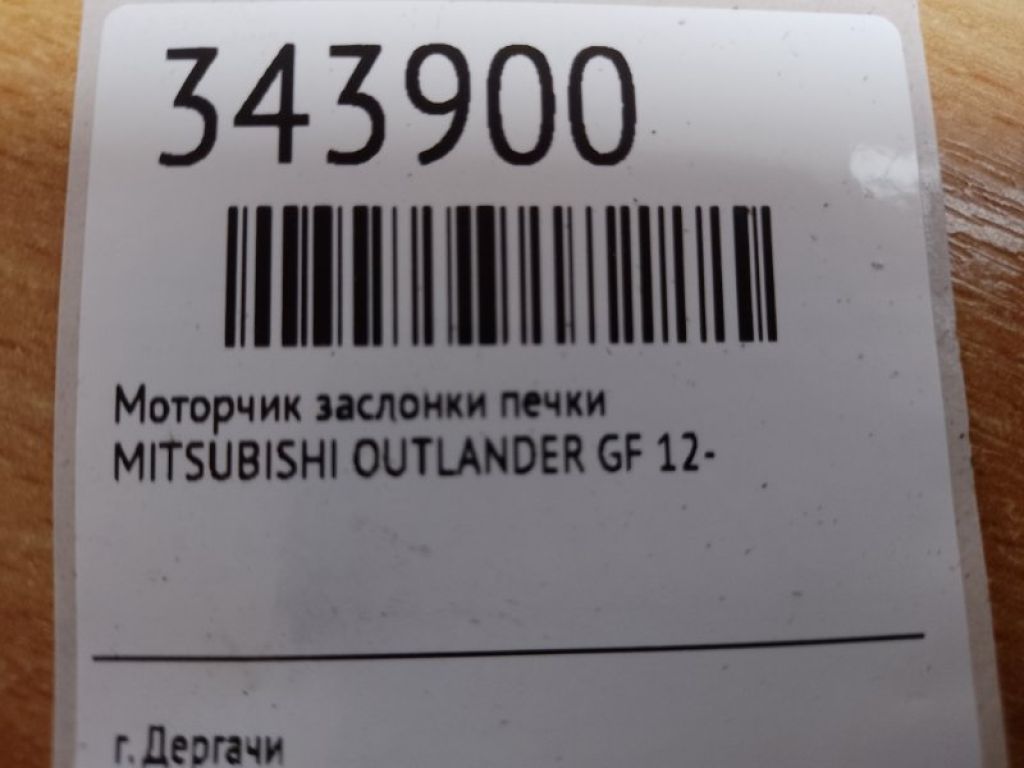 343900
Моторчик заслонки печки
MITSUBISHI OUTLANDER GF 12-
г. Дергачи